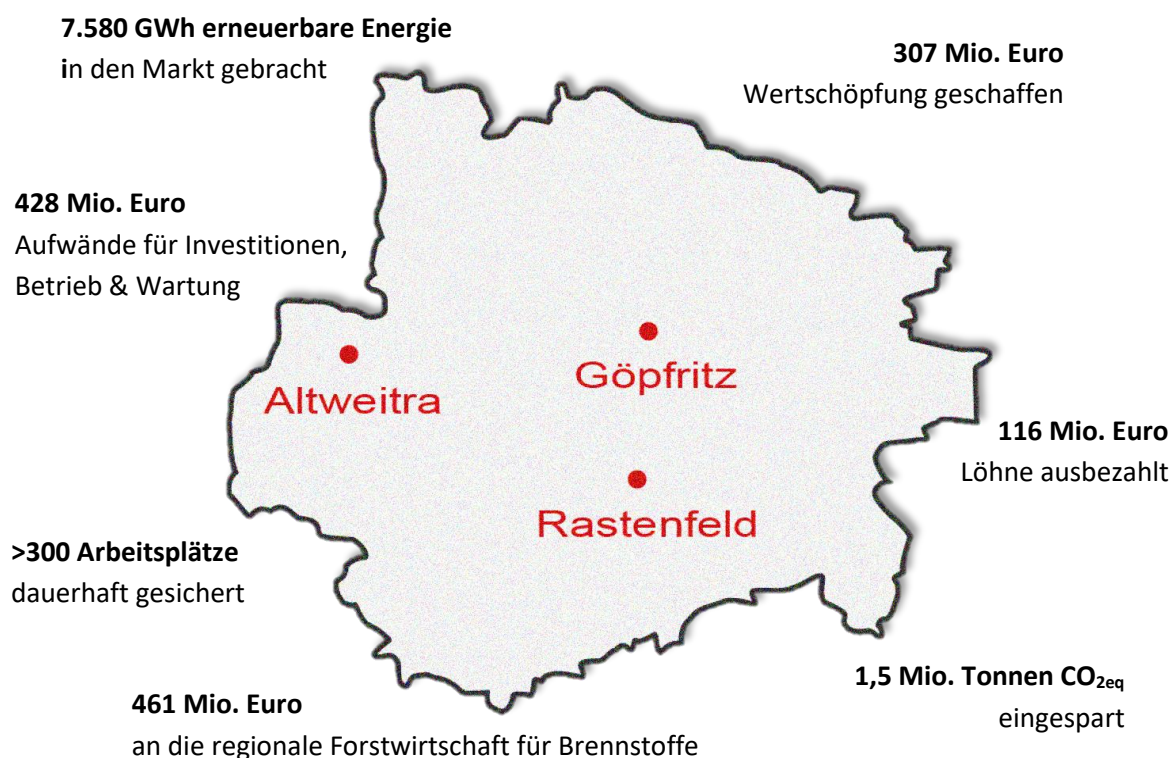 7.580 GWh erneuerbare Energie
in den Markt gebracht
307 Mio. Euro
Wertschöpfung geschaffen
428 Mio. Euro
Aufwände für Investitionen,
Betrieb & Wartung
Altweitra
Göpfritz
116 Mio. Euro
Löhne ausbezahlt
Rastenfeld
>300 Arbeitsplätze
dauerhaft gesichert
1,5 Mio. Tonnen CO₂eq
eingespart
461 Mio. Euro
an die regionale Forstwirtschaft für Brennstoffe